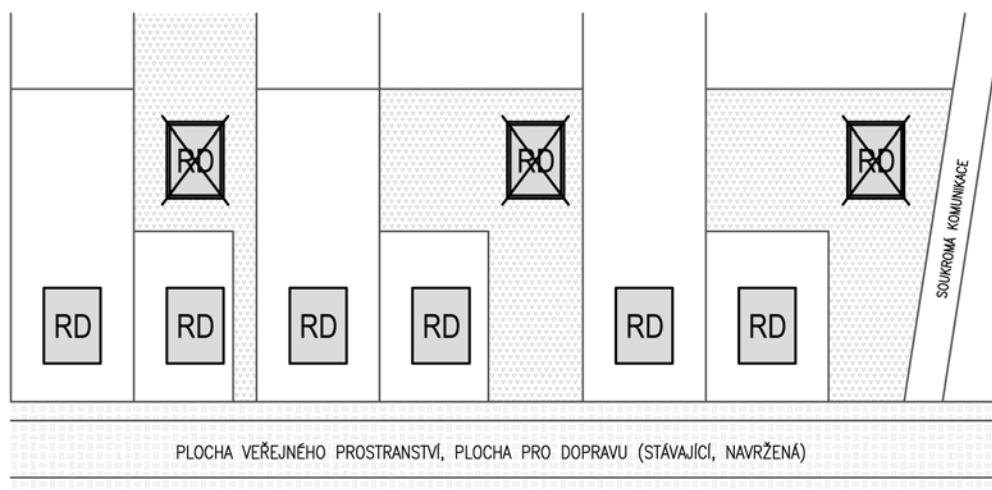 RD RD RD
SOUKROMÁ KOMUNIKACE
RD RD RD RD RD RD
PLOCHA VEŘEJNÉHO PROSTRANSTVÍ, PLOCHA PRO DOPRAVU (STÁVAJÍCÍ, NAVRŽENÁ)